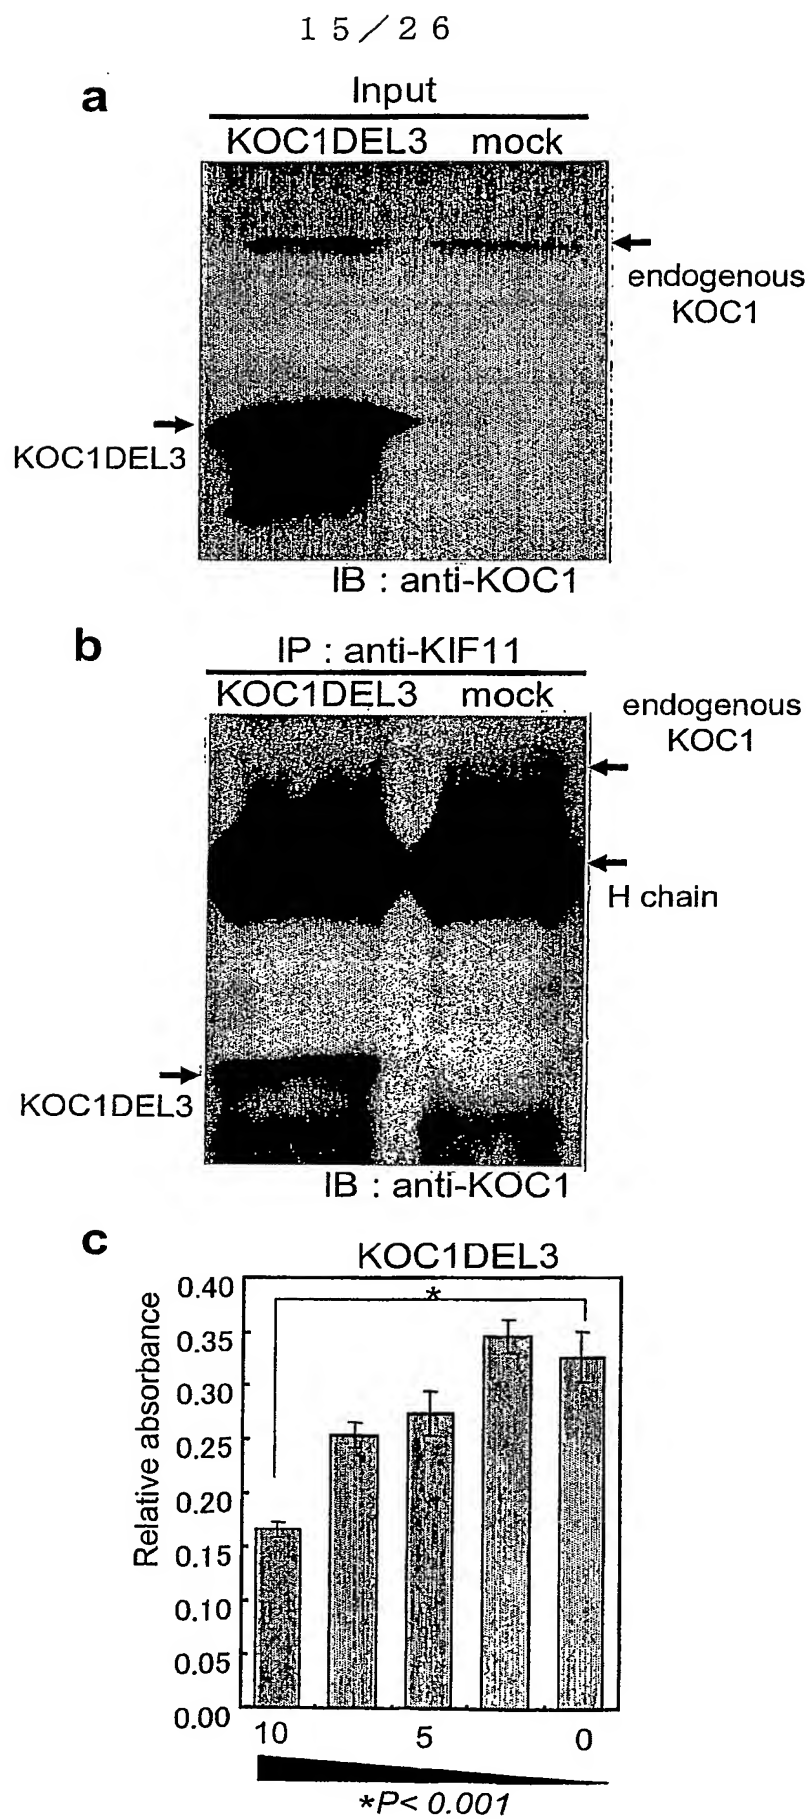 15／26
a
Input
KOC1DEL3 mock
endogenous
KOC1
KOC1DEL3
IB : anti-KOC1
b
IP : anti-KIF11
KOC1DEL3 mock
endogenous
KOC1
H chain
KOC1DEL3
IB : anti-KOC1
c
KOC1DEL3
Relative absorbance
0.40
*
0.35
0.30
0.25
0.20
0.15
0.10
0.05
0.00
10 5 0
*P< 0.001